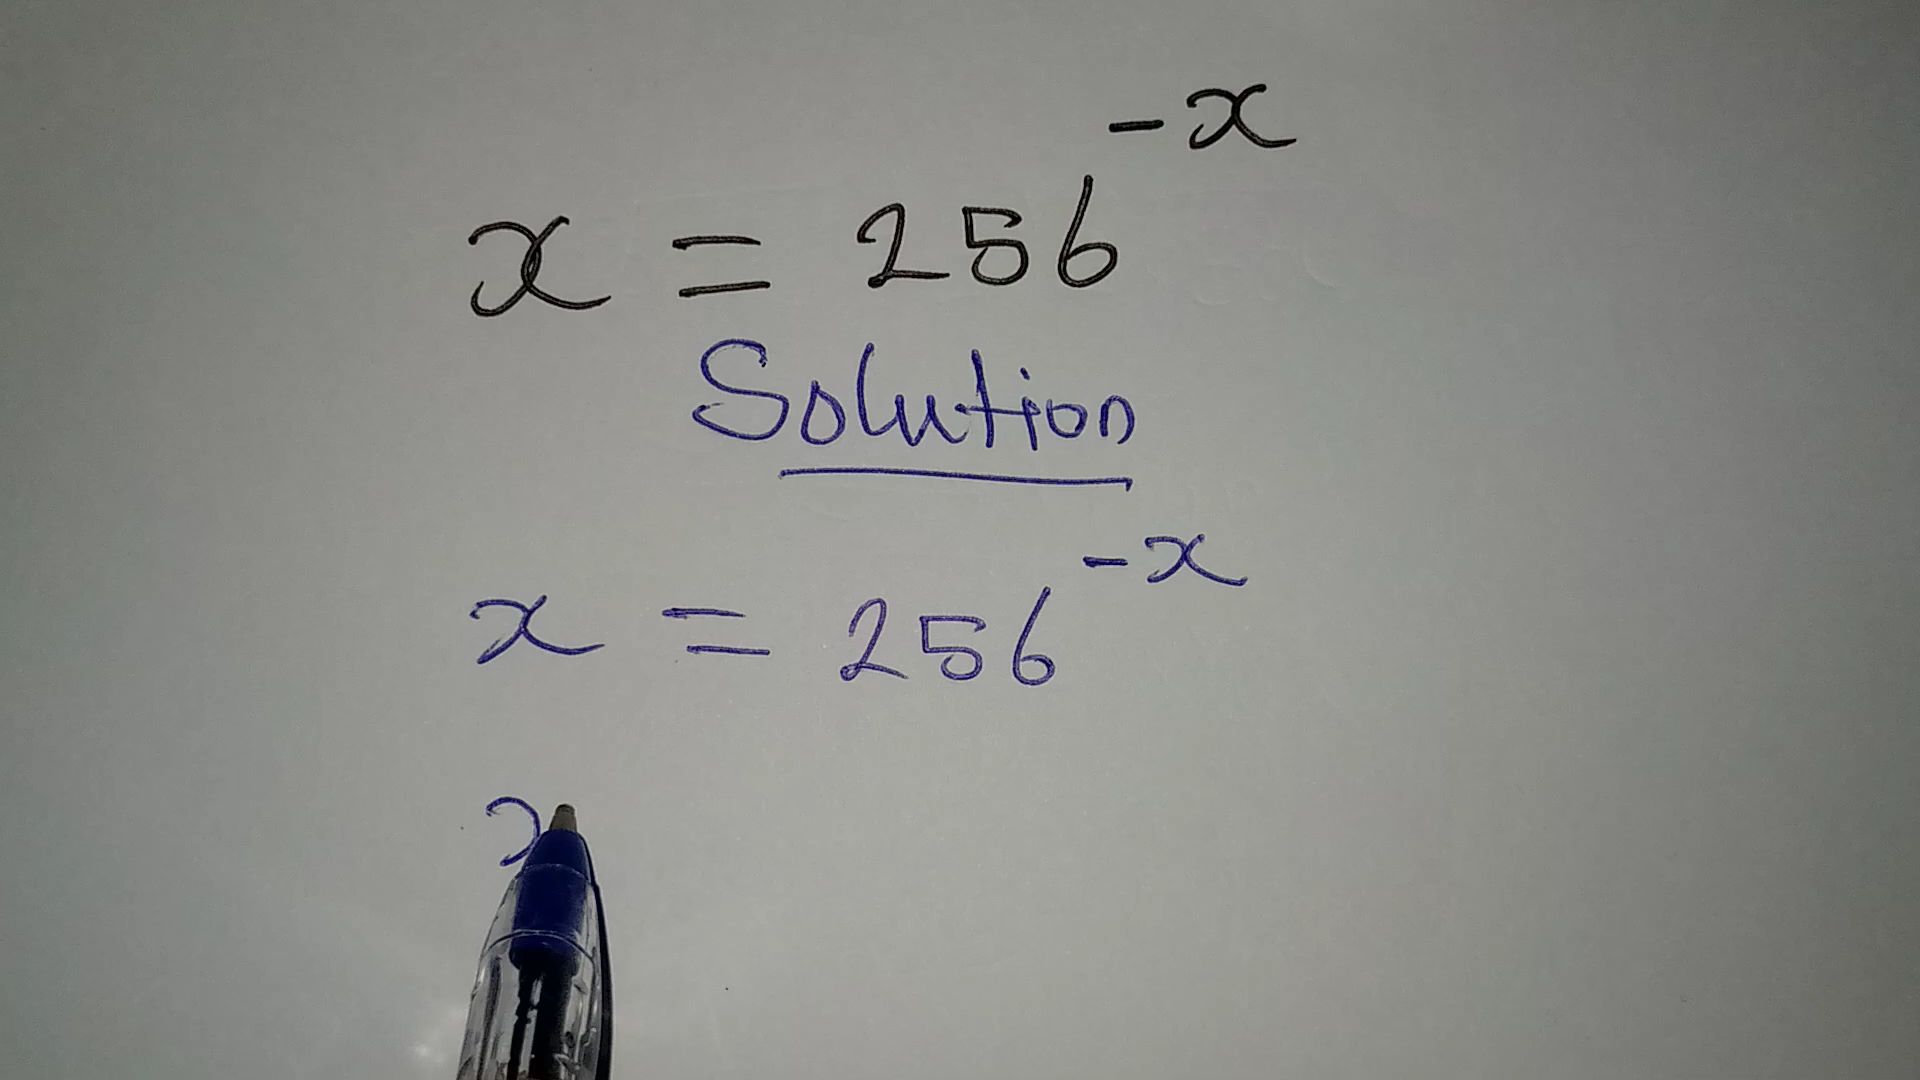 x = 256^-x
Solution
x = 256^-x
x